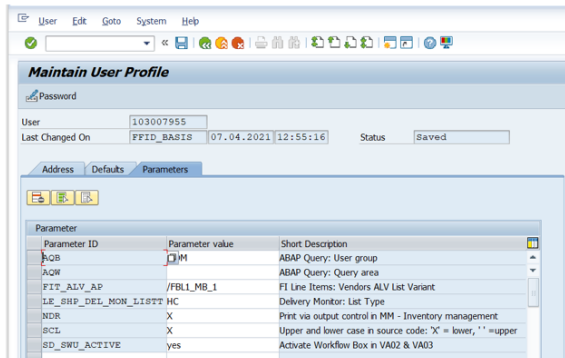 User Edit Goto System Help
Maintain User Profile
Password
User 103007955
Last Changed On FFID_BASIS 07.04.2021 12:55:16 Status Saved
Address Defaults Parameters
Parameter
Parameter ID Parameter value Short Description
AQB ABAP Query: User group
AQW ABAP Query: Query area
FIT_ALV_AP /FBL1_MB_1 FI Line Items: Vendors ALV List Variant
LE_SHP_DEL_MON_LISTT HC Delivery Monitor: List Type
NDR X Print via output control in MM - Inventory management
SCL X Upper and lower case in source code: 'X' = lower, ' ' =upper
SD_SWU_ACTIVE yes Activate Workflow Box in VA02 & VA03